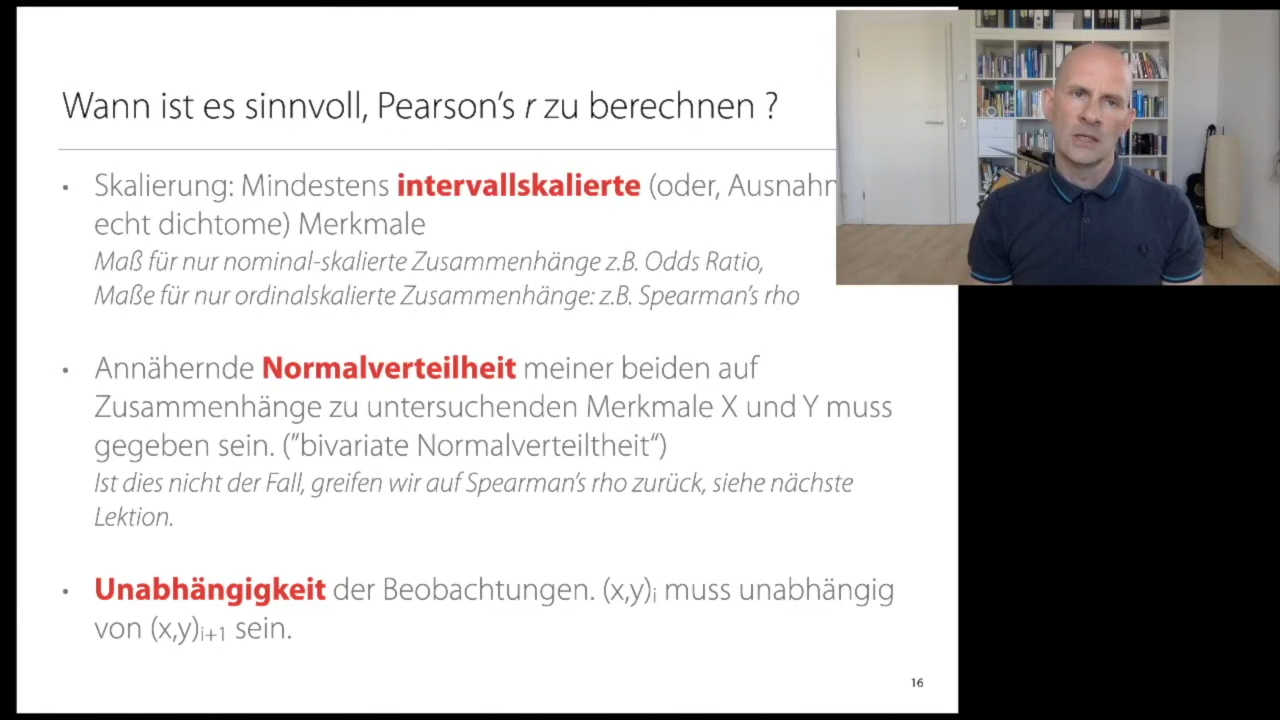 Wann ist es sinnvoll, Pearson's r zu berechnen ?
• Skalierung: Mindestens intervallskalierte (oder,
echt dichtome) Merkmale
Maß für nur nominal-skalierte Zusammenhänge z.B. Odds Ratio,
Maße für nur ordinalskalierte Zusammenhänge: z.B. Spearman's rho
• Annähernde Normalverteilheit meiner beiden auf
Zusammenhänge zu untersuchenden Merkmale X und Y muss
gegeben sein. (”bivariate Normalverteiltheit“)
Ist dies nicht der Fall, greifen wir auf Spearman's rho zurück, siehe nächste
Lektion.
• Unabhängigkeit der Beobachtungen. (x,y)i muss unabhängig
von (x,y)i+1 sein.
16